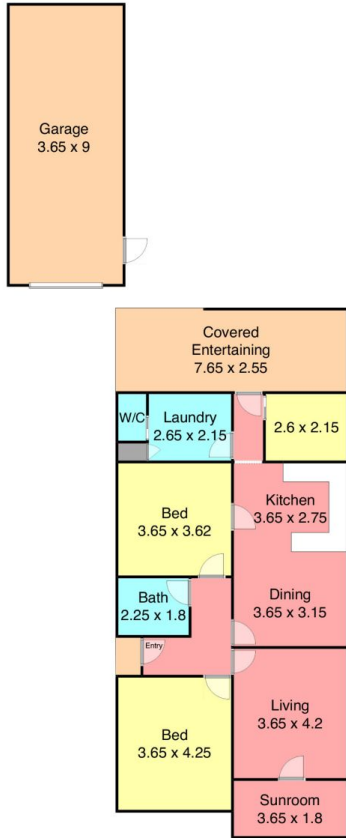 Garage
3.65 x 9
Covered
Entertaining
7.65 x 2.55
W/C
Laundry
2.65 x 2.15
2.6 x 2.15
Bed
3.65 x 3.62
Kitchen
3.65 x 2.75
Bath
2.25 x 1.8
Dining
3.65 x 3.15
Entry
Bed
3.65 x 4.25
Living
3.65 x 4.2
Sunroom
3.65 x 1.8